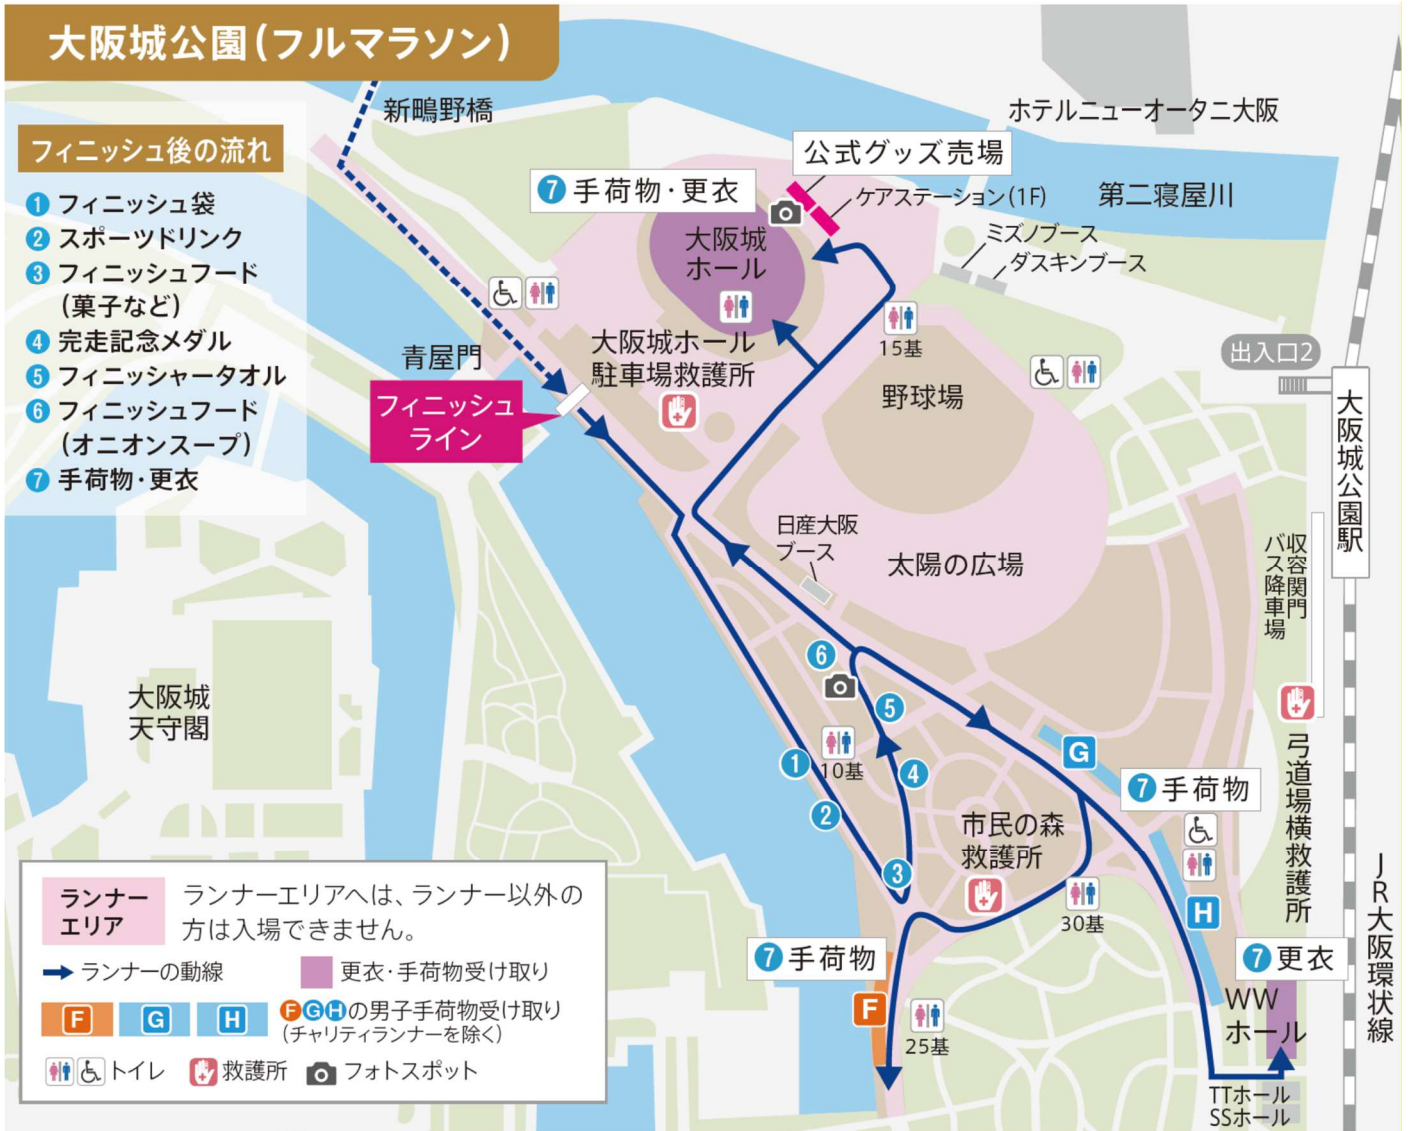 大阪城公園(フルマラソン)
フィニッシュ後の流れ
1 フィニッシュ袋
2 スポーツドリンク
3 フィニッシュフード
(菓子など)
4 完走記念メダル
5 フィニッシャータオル
6 フィニッシュフード
(オニオンスープ)
7 手荷物・更衣
新鴫野橋
ホテルニューオータニ大阪
公式グッズ売場
7 手荷物・更衣
ケアステーション(1F)
第二寝屋川
大阪城
ホール
ミズノブース
ダスキンブース
15基
出入口2
青屋門
大阪城ホール
駐車場救護所
野球場
フィニッシュ
ライン
大阪城公園駅
日産大阪
ブース
太陽の広場
収容関門
バス降車場
大阪城
天守閣
6
5
1
10基
4
2
3
G
7 手荷物
市民の森
救護所
30基
H
弓道場横救護所
JR大阪環状線
7 手荷物
F
25基
7 更衣
WW
ホール
TTホール
SSホール
ランナー
エリア
ランナーエリアへは、ランナー以外の
方は入場できません。
ランナーの動線
更衣・手荷物受け取り
F G H FGHの男子手荷物受け取り
(チャリティランナーを除く)
トイレ 救護所 フォトスポット